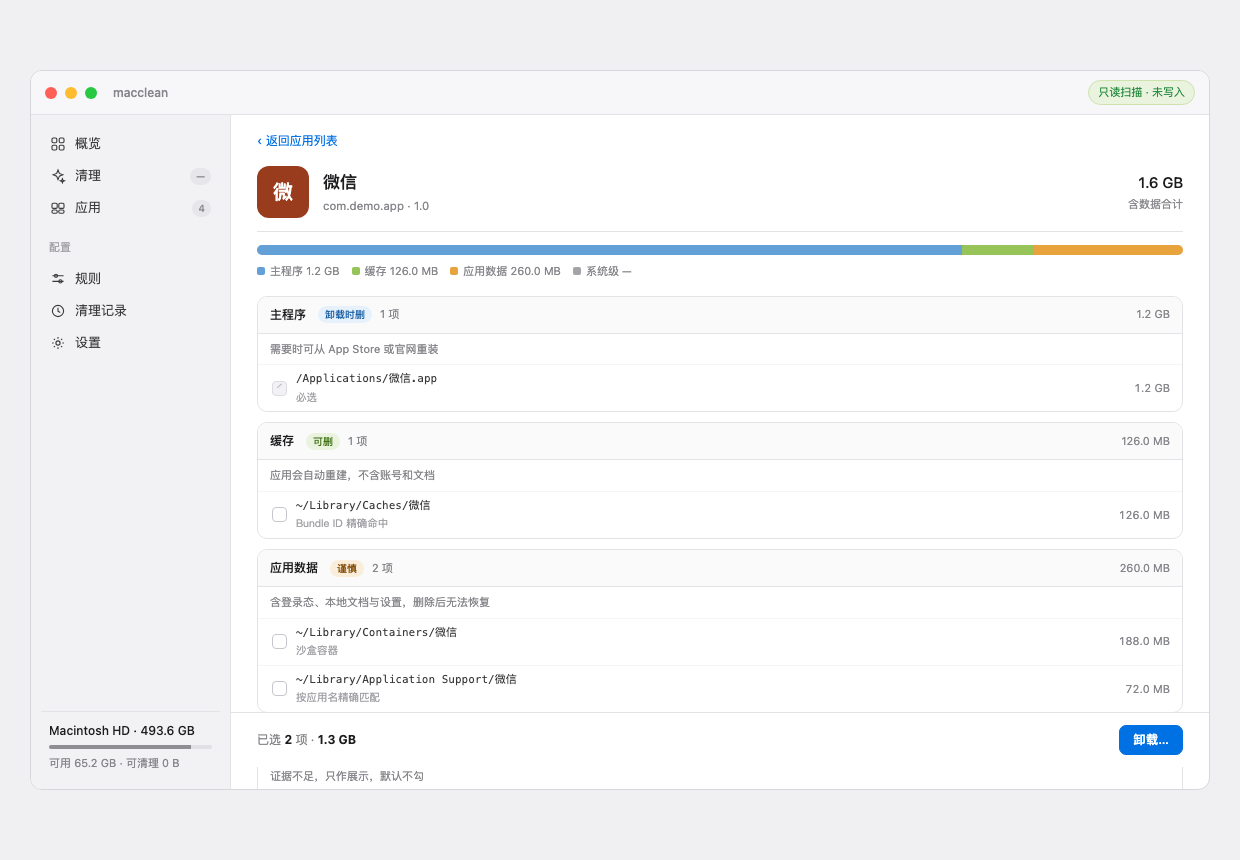 macclean
只读扫描 · 未写入
概览
清理
—
应用
4
配置
规则
清理记录
设置
Macintosh HD · 493.6 GB
可用 65.2 GB · 可清理 0 B
‹ 返回应用列表
微
微信
com.demo.app · 1.0
1.6 GB
含数据合计
主程序 1.2 GB 缓存 126.0 MB 应用数据 260.0 MB 系统级 —
主程序 卸载时删 1 项 1.2 GB
需要时可从 App Store 或官网重装
/Applications/微信.app
必选
1.2 GB
缓存 可删 1 项 126.0 MB
应用会自动重建，不含账号和文档
~/Library/Caches/微信
Bundle ID 精确命中
126.0 MB
应用数据 谨慎 2 项 260.0 MB
含登录态、本地文档与设置，删除后无法恢复
~/Library/Containers/微信
沙盒容器
188.0 MB
~/Library/Application Support/微信
按应用名精确匹配
72.0 MB
已选 2 项 · 1.3 GB
卸载...
证据不足，只作展示，默认不勾